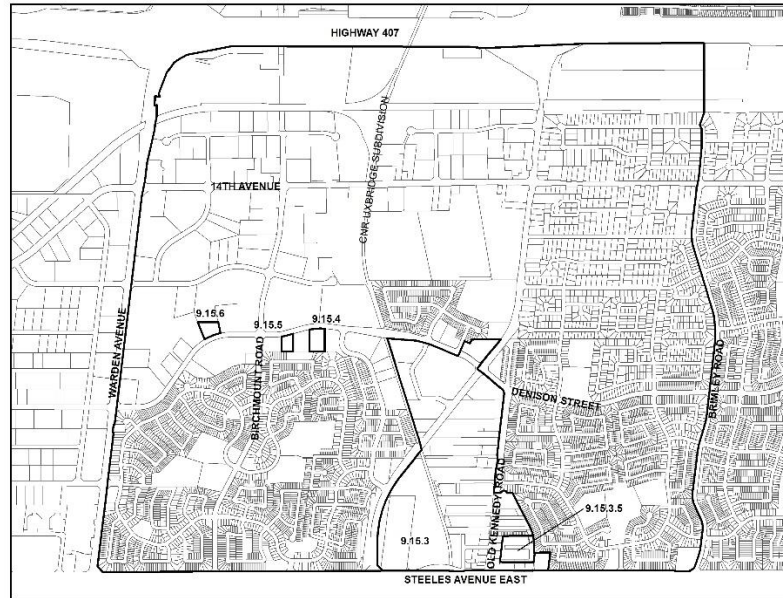 HIGHWAY 407
CNR-UXBRIDGE SUBDIVISION
14TH AVENUE
9.15.6
9.15.5
9.15.4
WARDEN AVENUE
BIRCHMOUNT ROAD
DENISON STREET
BRIMLEY ROAD
OLD KENNEDY ROAD
9.15.3
9.15.3.5
STEELES AVENUE EAST